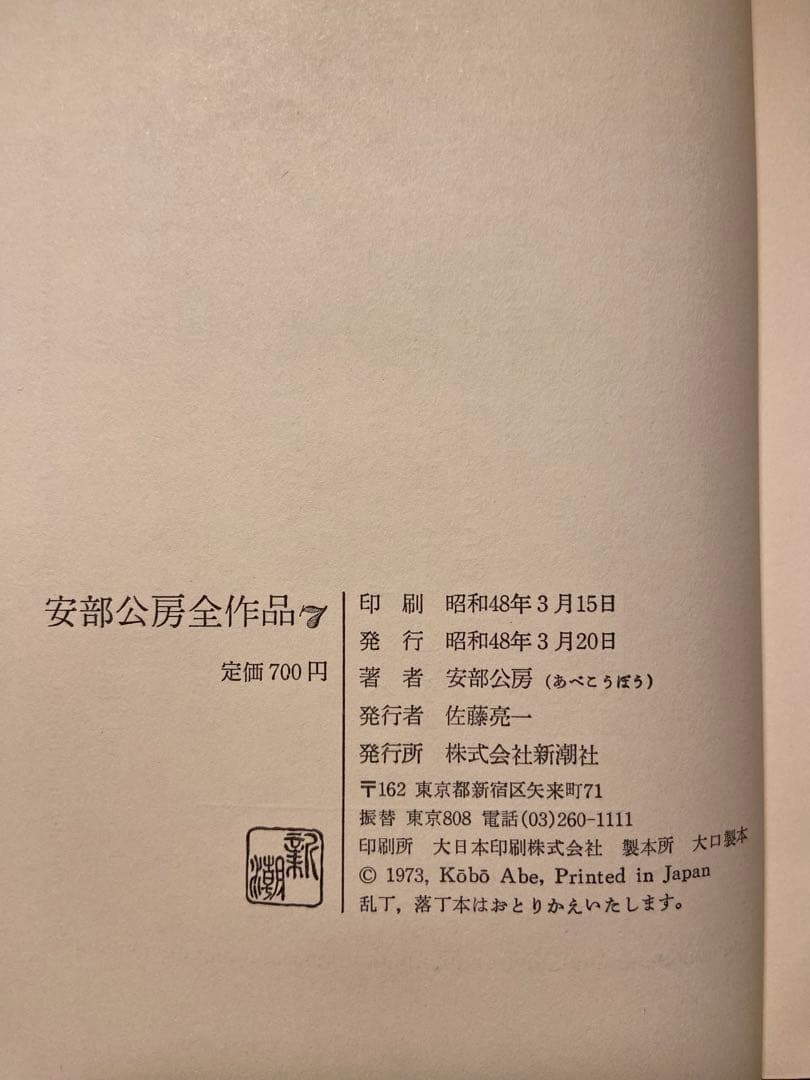 安部公房全作品7
定価700円
新潮
印 刷 昭和48年3月15日
発 行 昭和48年3月20日
著 者 安部公房(あべこうぼう)
発行者 佐藤亮一
発行所 株式会社新潮社
〒162 東京都新宿区矢来町71
振替 東京808 電話(03)260-1111
印刷所 大日本印刷株式会社 製本所 大口製本
© 1973, Kōbō Abe, Printed in Japan
乱丁,落丁本はおとりかえいたします。